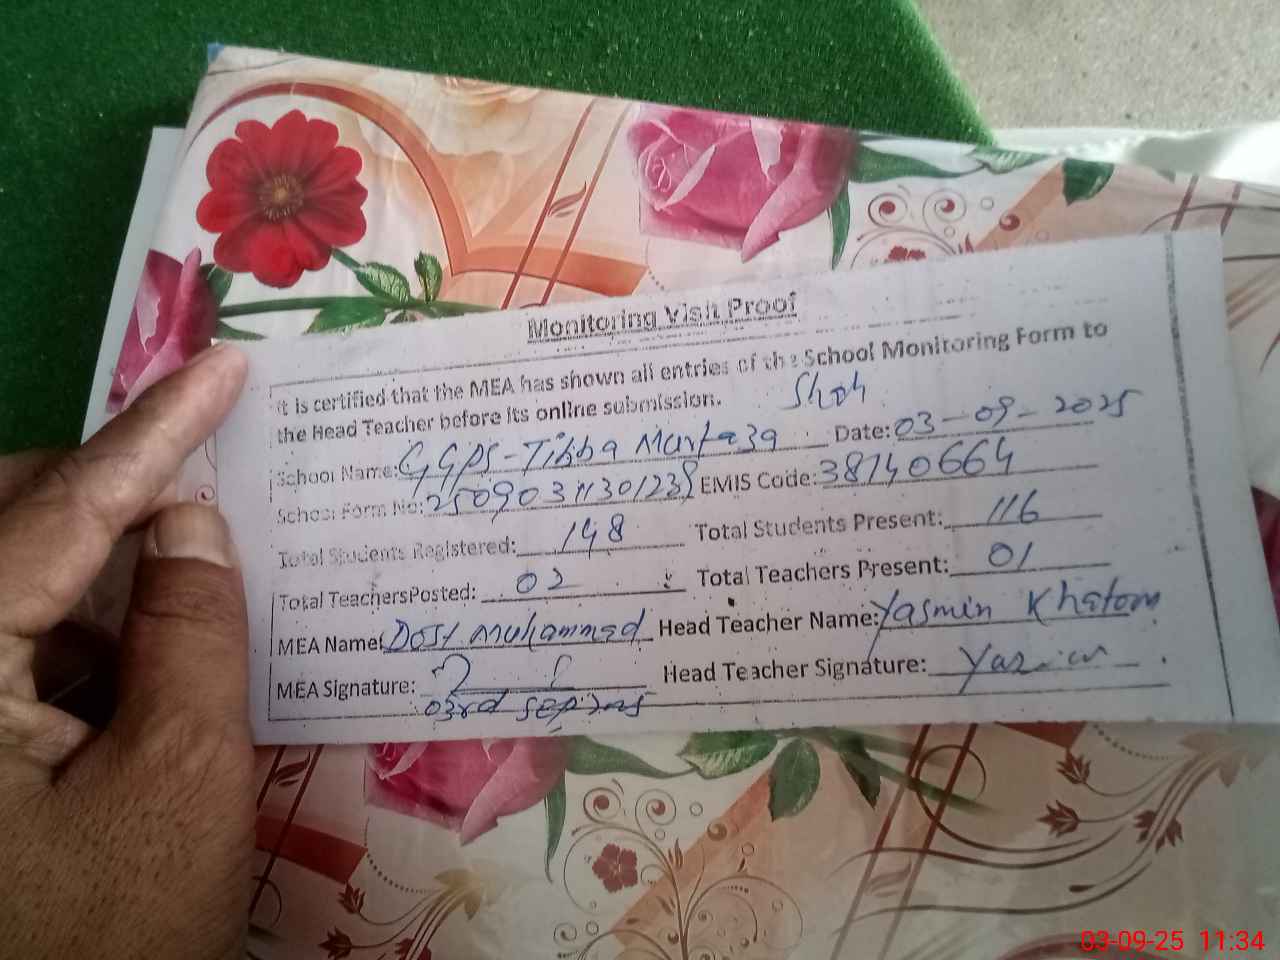 Monitoring Visit Proof
It is certified that the MEA has shown all entries of the School Monitoring Form to
the Head Teacher before its online submission.
Shah
School Name: GGPS-Tibba Murtaza Date: 03-09-2025
School Form No: EMIS Code: 38140664
Total Students Registered: 148 Total Students Present: 116
Total TeachersPosted: 02 Total Teachers Present: 01
MEA Name: Dost Muhammad Head Teacher Name: Yasmin Khatoon
MEA Signature: Head Teacher Signature: Yasmin
03rd
03-09-25 11:34